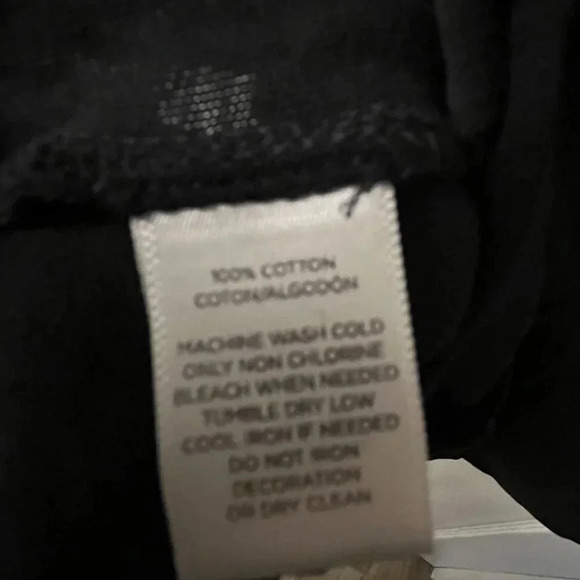 100% COTTON
COTON/ALGODÓN
MACHINE WASH COLD
ONLY NON CHLORINE
BLEACH WHEN NEEDED
TUMBLE DRY LOW
COOL IRON IF NEEDED
DO NOT IRON
DECORATION
OR DRY CLEAN